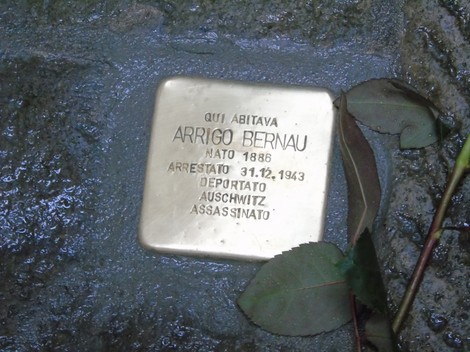 QUI ABITAVA
ARRIGO BERNAU
NATO 1886
ARRESTATO 31.12.1943
DEPORTATO
AUSCHWITZ
ASSASSINATO